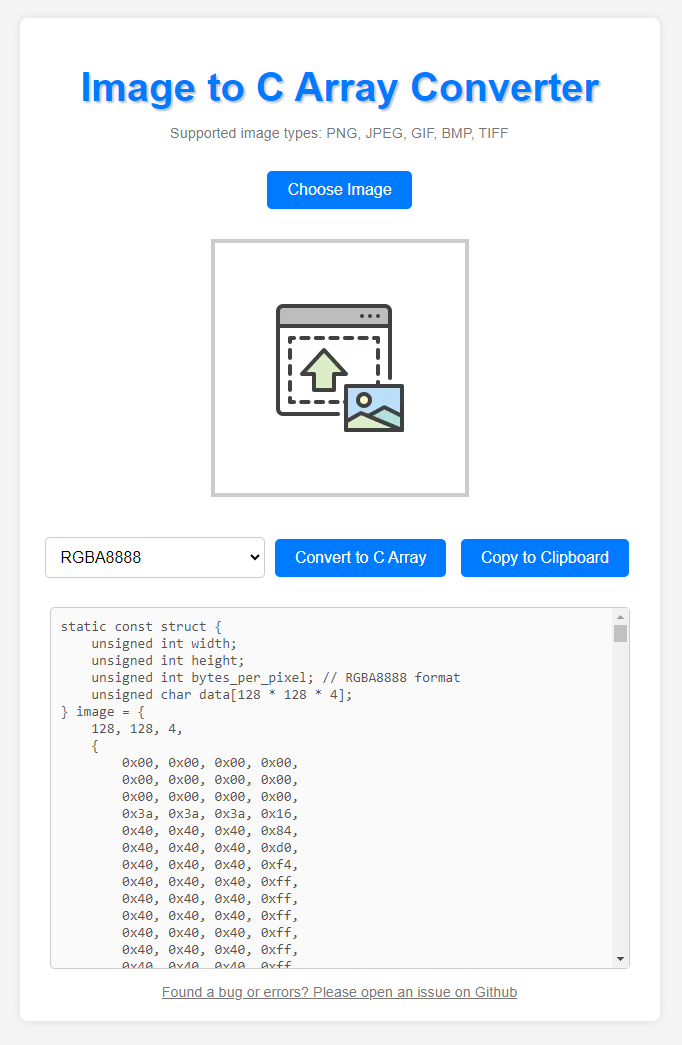 Image to C Array Converter
Supported image types: PNG, JPEG, GIF, BMP, TIFF
Choose Image
RGBA8888
Convert to C Array
Copy to Clipboard
static const struct {
    unsigned int width;
    unsigned int height;
    unsigned int bytes_per_pixel; // RGBA8888 format
    unsigned char data[128 * 128 * 4];
} image = {
    128, 128, 4,
    {
        0x00, 0x00, 0x00, 0x00,
        0x00, 0x00, 0x00, 0x00,
        0x00, 0x00, 0x00, 0x00,
        0x3a, 0x3a, 0x3a, 0x16,
        0x40, 0x40, 0x40, 0x84,
        0x40, 0x40, 0x40, 0xd0,
        0x40, 0x40, 0x40, 0xf4,
        0x40, 0x40, 0x40, 0xff,
        0x40, 0x40, 0x40, 0xff,
        0x40, 0x40, 0x40, 0xff,
        0x40, 0x40, 0x40, 0xff,
        0x40, 0x40, 0x40, 0xff,
        0x40, 0x40, 0x40, 0xff
Found a bug or errors? Please open an issue on Github